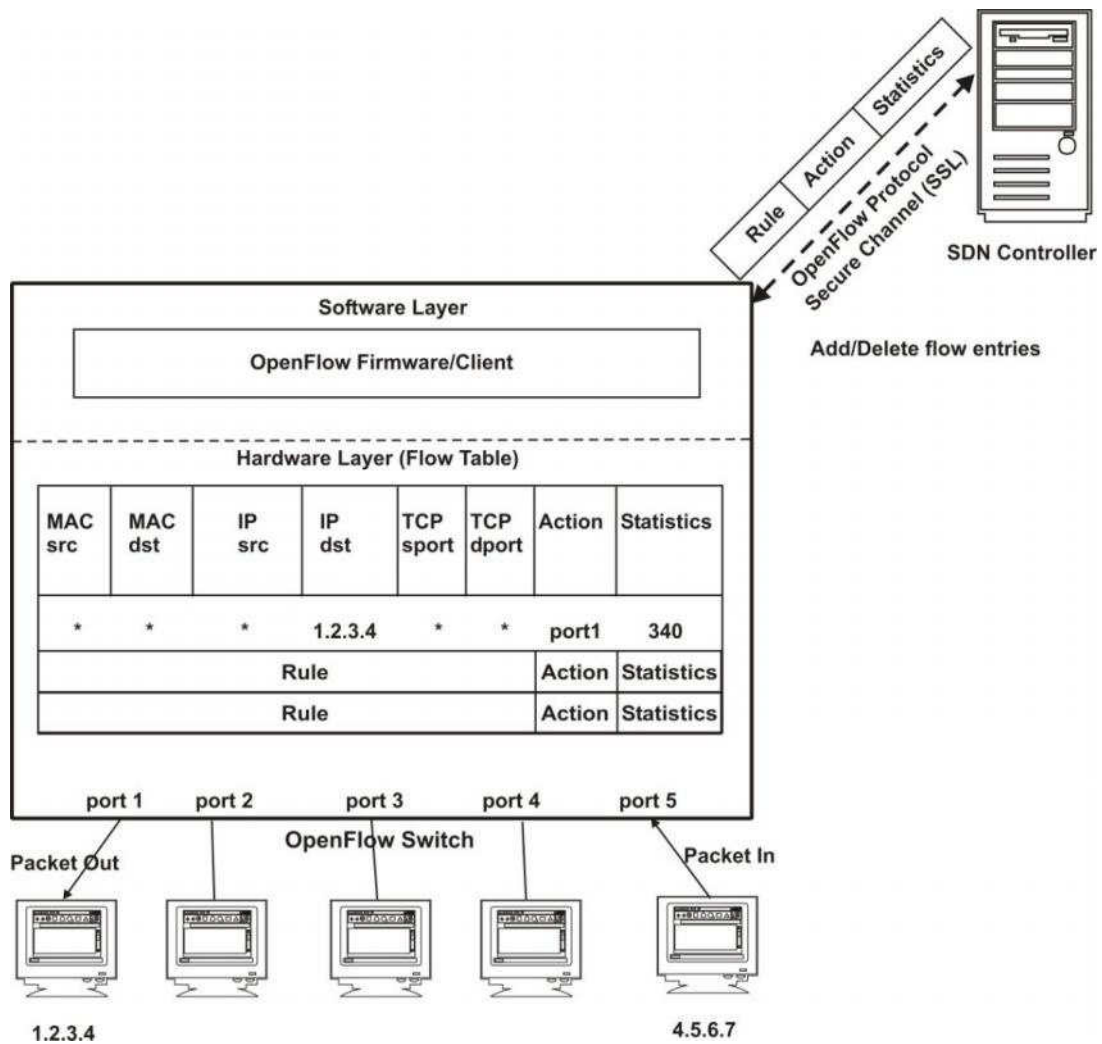 Statistics
Action
Rule
OpenFlow Protocol
Secure Channel (SSL)
SDN Controller
Add/Delete flow entries
Software Layer
OpenFlow Firmware/Client
Hardware Layer (Flow Table)
MAC src MAC dst IP src IP dst TCP sport TCP dport Action Statistics
* * * 1.2.3.4 * * port1 340
Rule Action Statistics
Rule Action Statistics
port 1 port 2 port 3 port 4 port 5
OpenFlow Switch
Packet Out
Packet In
1.2.3.4
4.5.6.7